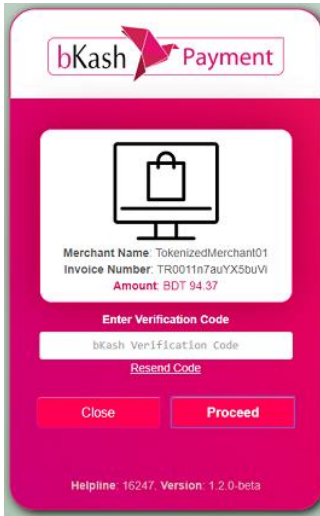 bKash Payment
Merchant Name: TokenizedMerchant01
Invoice Number: TR0011n7auYX5buVi
Amount: BDT 94.37
Enter Verification Code
bKash Verification Code
Resend Code
Close Proceed
Helpline: 16247, Version: 1.2.0-beta